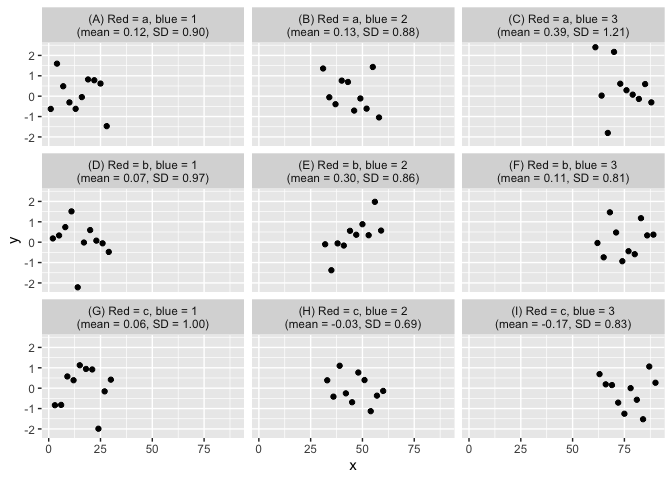 (A) Red = a, blue = 1
(mean = 0.12, SD = 0.90)
(B) Red = a, blue = 2
(mean = 0.13, SD = 0.88)
(C) Red = a, blue = 3
(mean = 0.39, SD = 1.21)
2
1
0
-1
-2
(D) Red = b, blue = 1
(mean = 0.07, SD = 0.97)
(E) Red = b, blue = 2
(mean = 0.30, SD = 0.86)
(F) Red = b, blue = 3
(mean = 0.11, SD = 0.81)
2
1
0
-1
-2
y
(G) Red = c, blue = 1
(mean = 0.06, SD = 1.00)
(H) Red = c, blue = 2
(mean = -0.03, SD = 0.69)
(I) Red = c, blue = 3
(mean = -0.17, SD = 0.83)
2
1
0
-1
-2
0 25 50 75
0 25 50 75
0 25 50 75
x